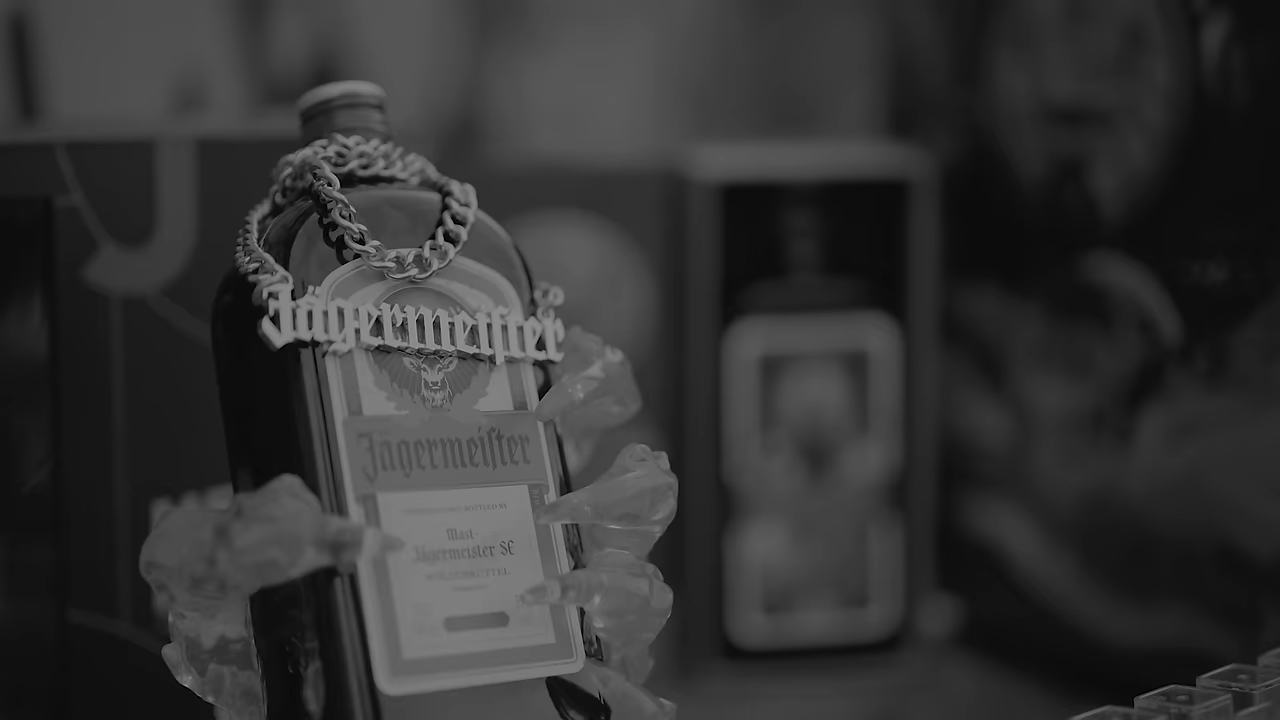 Jägermeiſter
Jägermeiſter
BOTTLED BY
Mast-
Jägermeister SE
WOLFENBÜTTEL